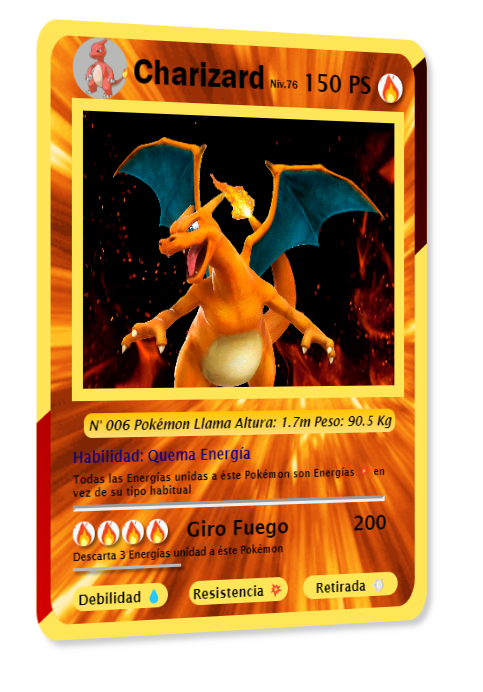 Charizard Niv.76 150 PS
N° 006 Pokémon Llama Altura: 1.7m Peso: 90.5 Kg
Habilidad: Quema Energía
Todas las Energías unidas a éste Pokémon son Energías en
vez de su tipo habitual
Giro Fuego 200
Descarta 3 Energías unidad a éste Pokémon
Debilidad Resistencia Retirada